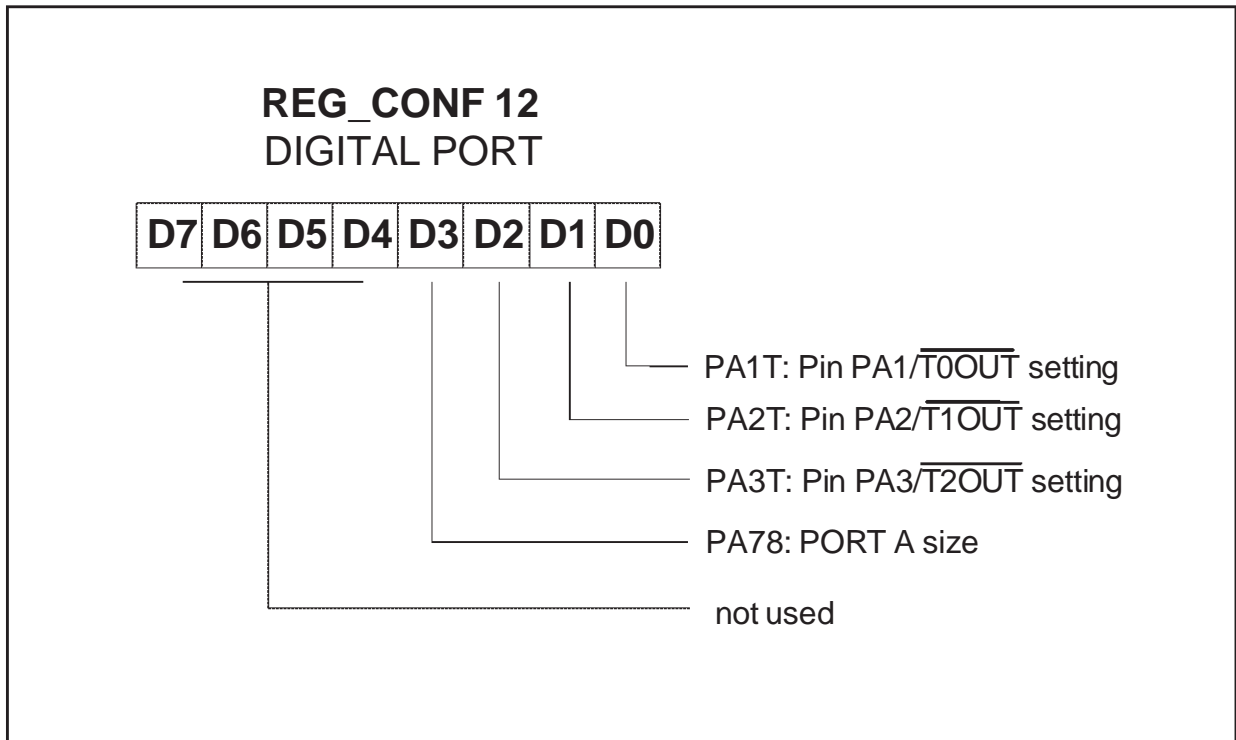 REG_CONF 12
DIGITAL PORT
D7 D6 D5 D4 D3 D2 D1 D0
PA1T: Pin PA1/T0OUT setting
PA2T: Pin PA2/T1OUT setting
PA3T: Pin PA3/T2OUT setting
PA78: PORT A size
not used